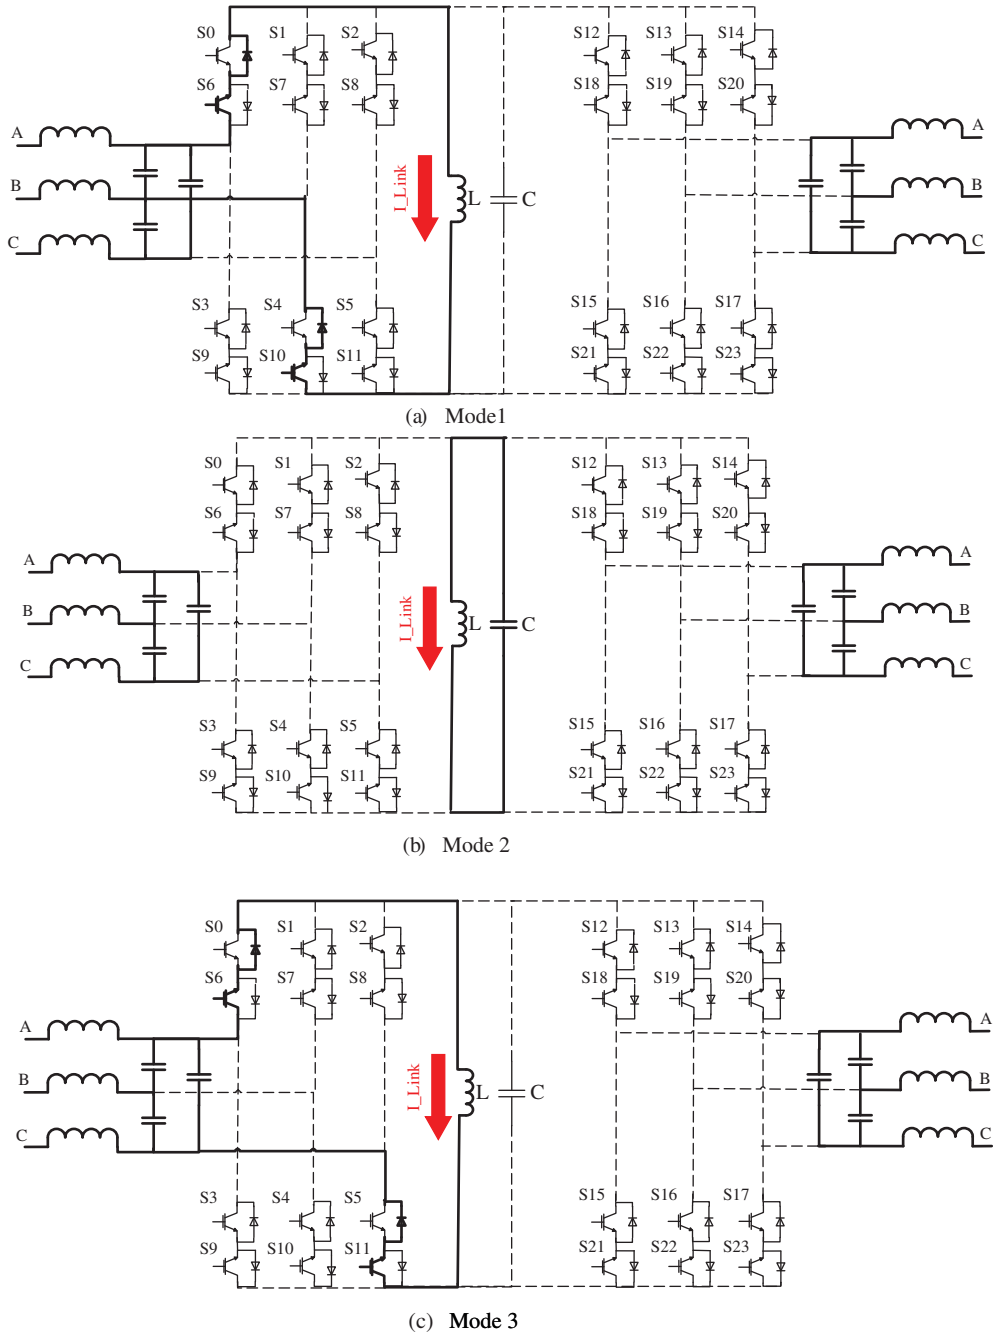 S0 S1 S2 S12 S13 S14
S6 S7 S8 S18 S19 S20
A A
B I_Link L C B
C C
S3 S4 S5 S15 S16 S17
S9 S10 S11 S21 S22 S23
(a) Mode1
S0 S1 S2 S12 S13 S14
S6 S7 S8 S18 S19 S20
A A
B I_Link L C B
C C
S3 S4 S5 S15 S16 S17
S9 S10 S11 S21 S22 S23
(b) Mode 2
S0 S1 S2 S12 S13 S14
S6 S7 S8 S18 S19 S20
A A
B I_Link L C B
C C
S3 S4 S5 S15 S16 S17
S9 S10 S11 S21 S22 S23
(c) Mode 3